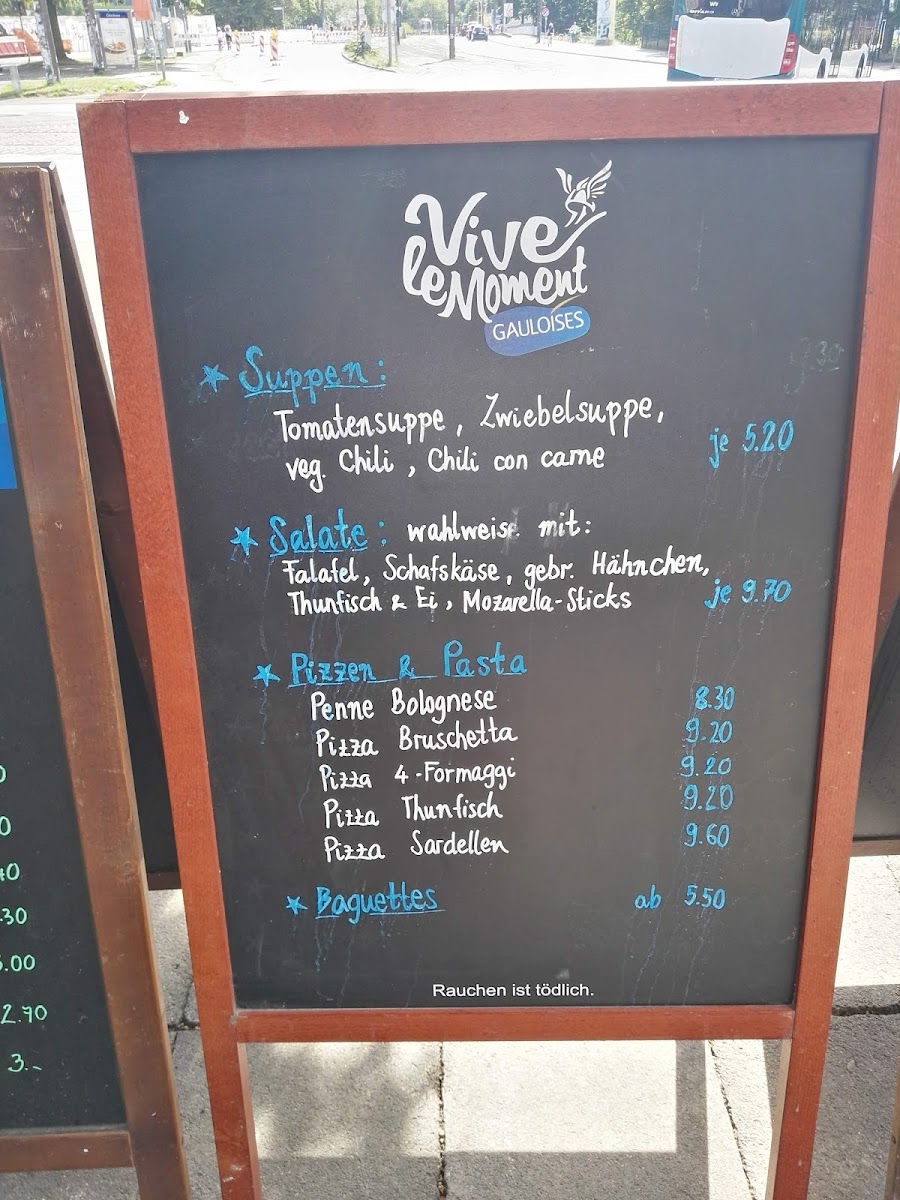 Vive
le Moment
GAULOISES
Suppen:
Tomatensuppe, Zwiebelsuppe,
veg. Chili, Chili con carne je 5.20
Salate: wahlweise mit:
Falafel, Schafskäse, gebr. Hähnchen,
Thunfisch & Ei, Mozarella-Sticks je 9.70
Pizzen & Pasta
Penne Bolognese 8.30
Pizza Bruschetta 9.20
Pizza 4-Formaggi 9.20
Pizza Thunfisch 9.20
Pizza Sardellen 9.60
Baguettes ab 5.50
Rauchen ist tödlich.
2.70
3.-